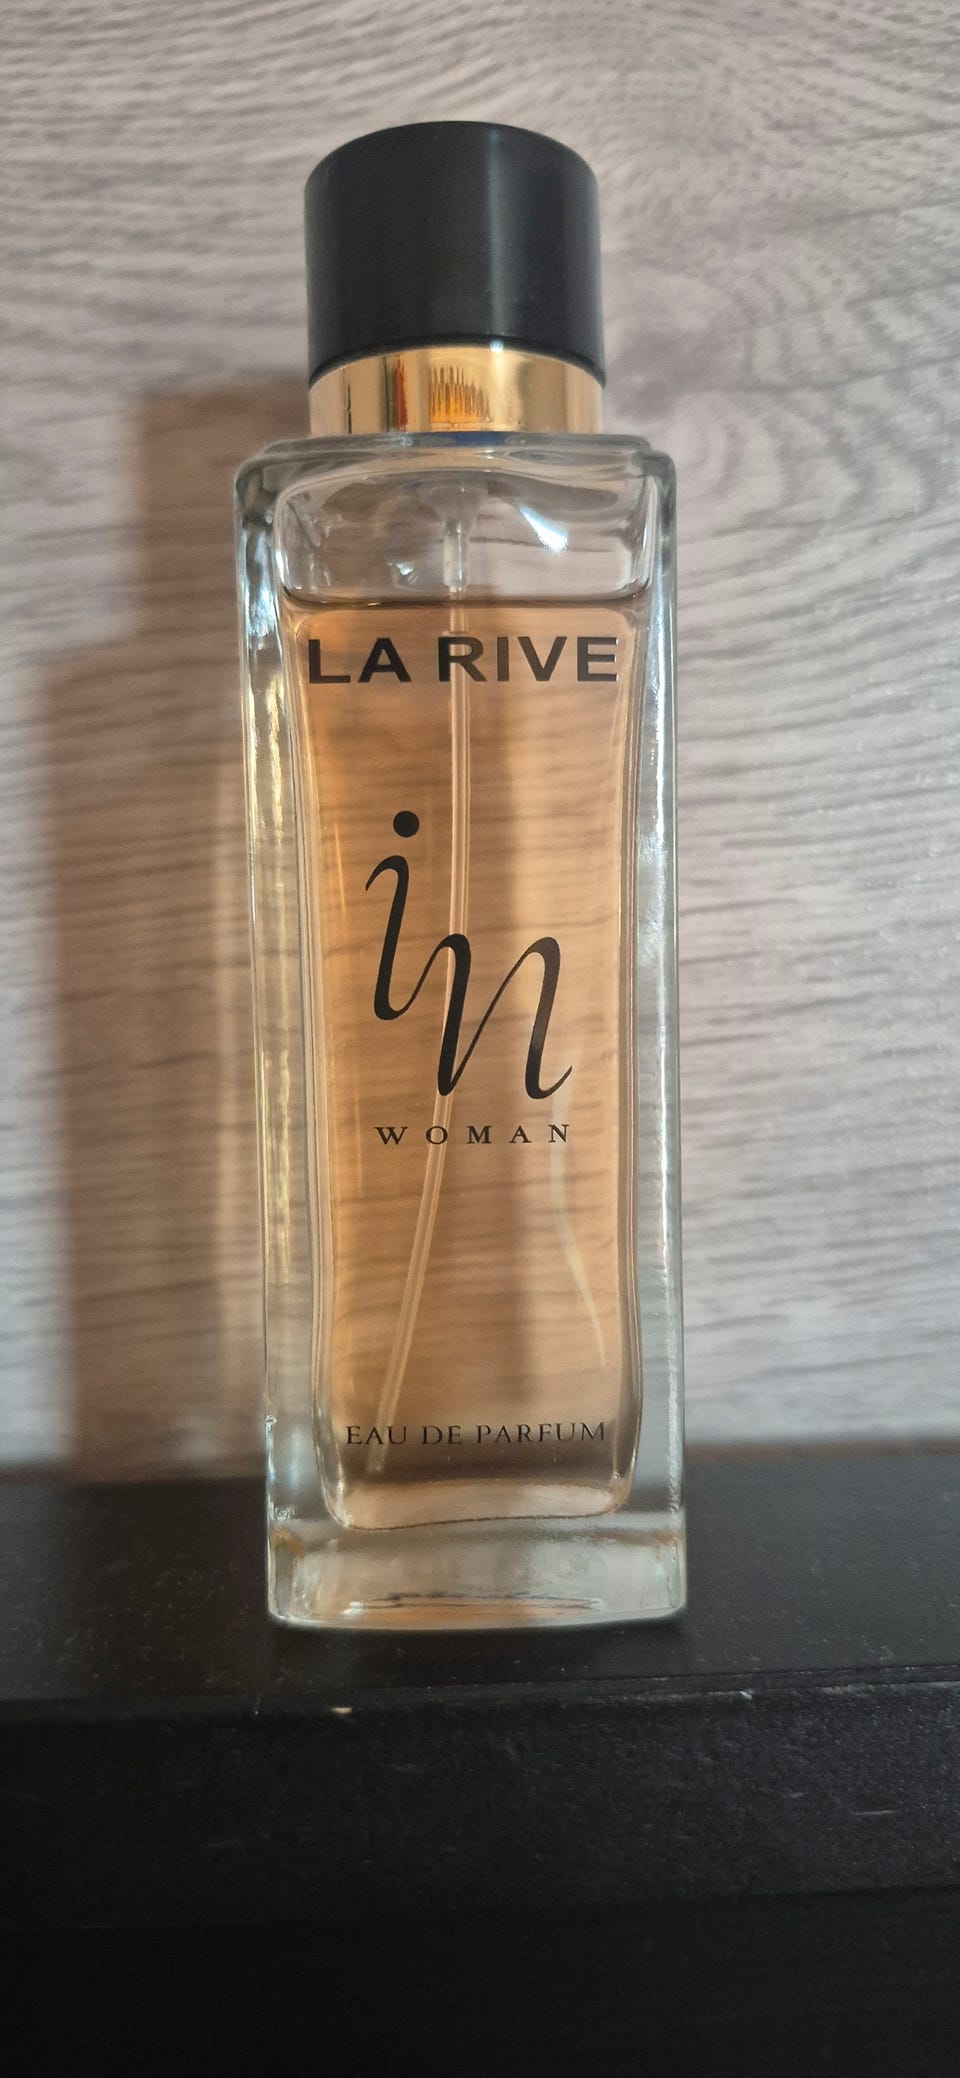 LA RIVE
in
WOMAN
EAU DE PARFUM